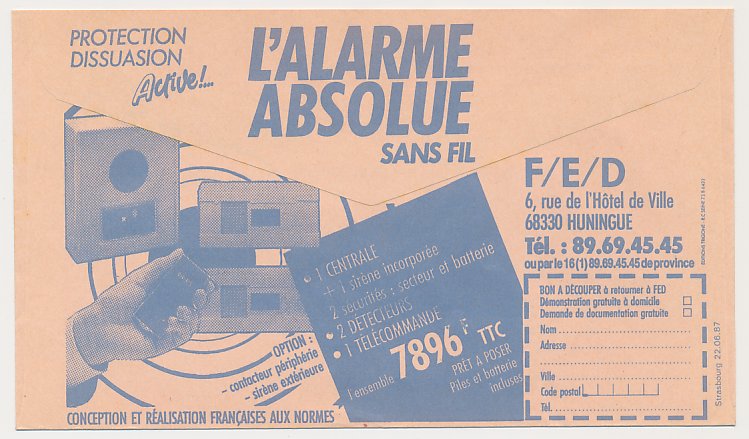 PROTECTION
DISSUASION
Active!...
L'ALARME
ABSOLUE
SANS FIL
• 1 CENTRALE
+ 1 sirène incorporée
2 sécurités : secteur et batterie
• 2 DÉTECTEURS
• 1 TÉLÉCOMMANDE
l'ensemble 7896 F TTC
PRÊT A POSER
Piles et batterie
incluses
OPTION :
- contacteur périphérie
- sirène extérieure
CONCEPTION ET RÉALISATION FRANÇAISES AUX NORMES
F/E/D
6, rue de l'Hôtel de Ville
68330 HUNINGUE
Tél. : 89.69.45.45
ou par le 16 (1) 89.69.45.45 de province
BON A DÉCOUPER à retourner à FED
Démonstration gratuite à domicile
Demande de documentation gratuite
Nom
Adresse
Ville
Code postal
Tél.
Strasbourg 22.06.87